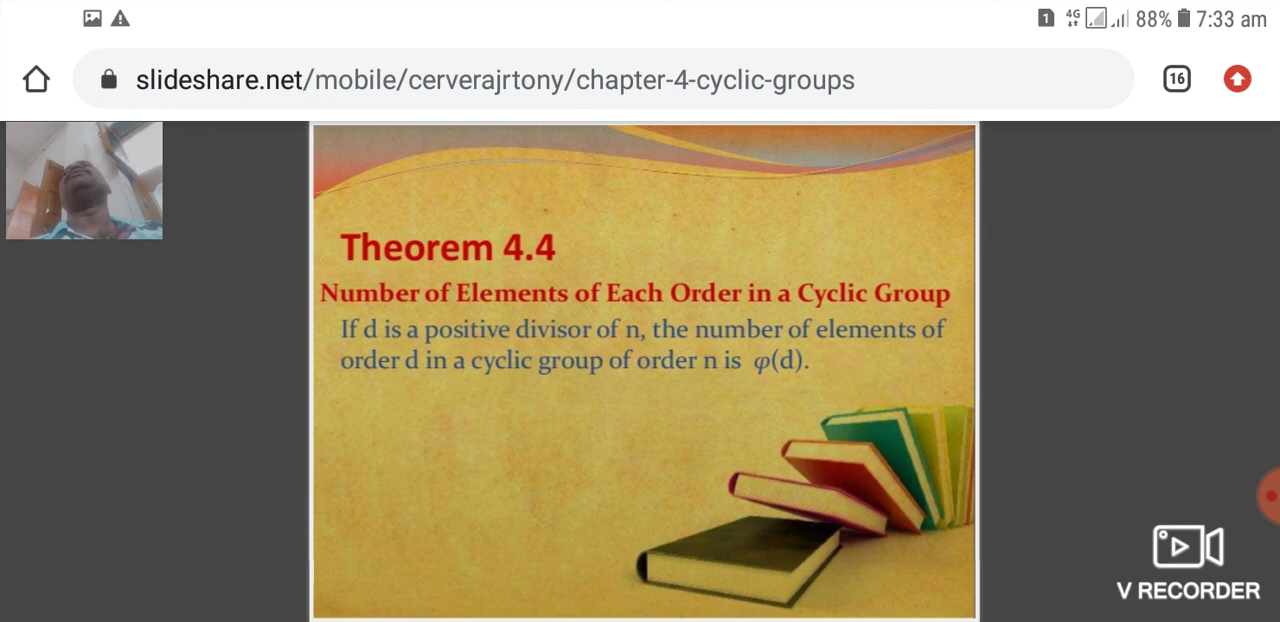 1 4G 88% 7:33 am
slideshare.net/mobile/cerverajrtony/chapter-4-cyclic-groups 16
Theorem 4.4
Number of Elements of Each Order in a Cyclic Group
If d is a positive divisor of n, the number of elements of
order d in a cyclic group of order n is φ(d).
V RECORDER